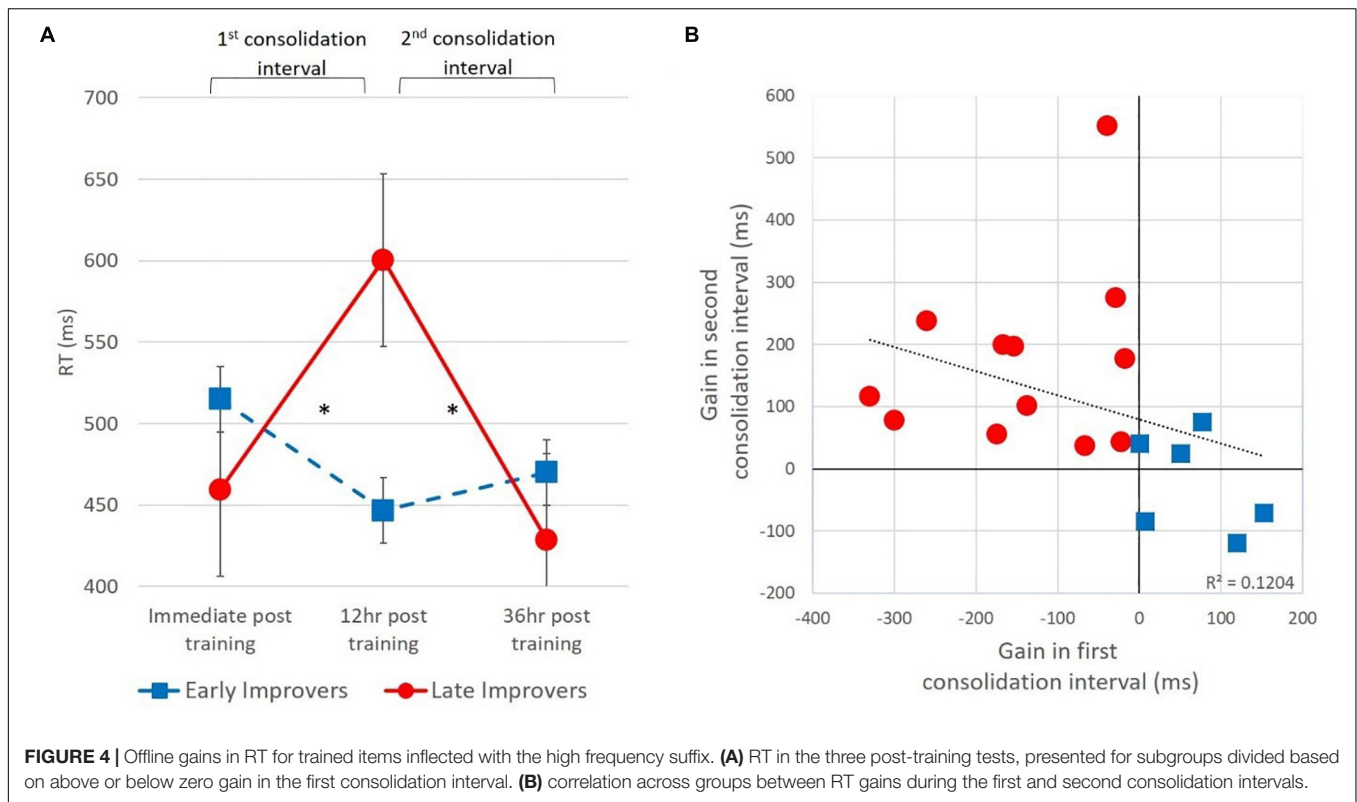 A
1st consolidation interval
2nd consolidation interval
700
650
600
550
500
450
400
RT (ms)
*
*
Immediate post training
12hr post training
36hr post training
Early Improvers
Late Improvers
B
600
500
400
300
200
100
0
-100
-200
Gain in second
consolidation interval (ms)
R² = 0.1204
-400
-300
-200
-100
0
100
200
Gain in first
consolidation interval (ms)
FIGURE 4 | Offline gains in RT for trained items inflected with the high frequency suffix. (A) RT in the three post-training tests, presented for subgroups divided based
on above or below zero gain in the first consolidation interval. (B) correlation across groups between RT gains during the first and second consolidation intervals.